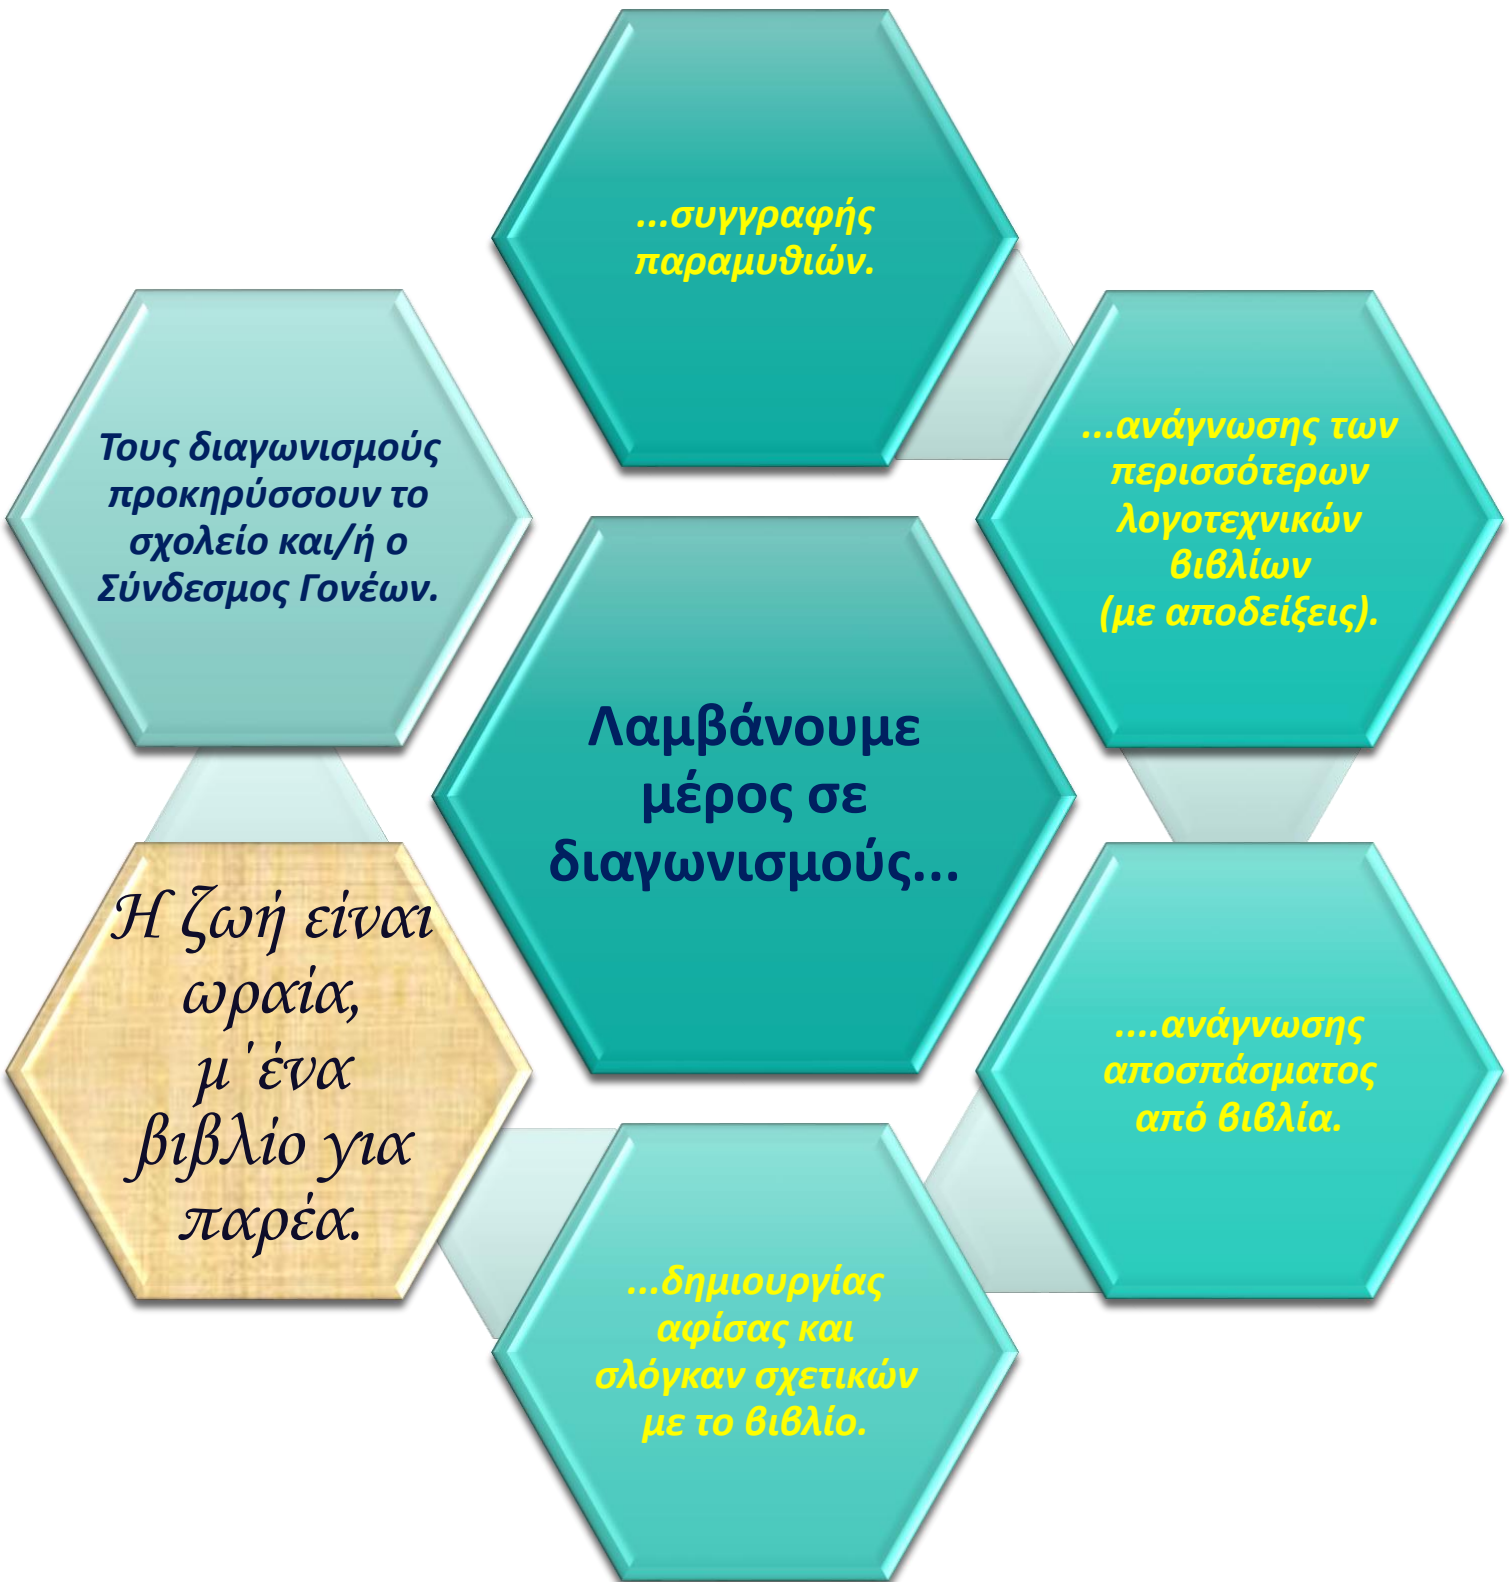 Λαμβάνουμε
μέρος σε
διαγωνισμούς...
...συγγραφής
παραμυθιών.
...ανάγνωσης των
περισσότερων
λογοτεχνικών
βιβλίων
(με αποδείξεις).
....ανάγνωσης
αποσπάσματος
από βιβλία.
...δημιουργίας
αφίσας και
σλόγκαν σχετικών
με το βιβλίο.
Η ζωή είναι
ωραία,
μ΄ένα
βιβλίο για
παρέα.
Τους διαγωνισμούς
προκηρύσσουν το
σχολείο και/ή ο
Σύνδεσμος Γονέων.